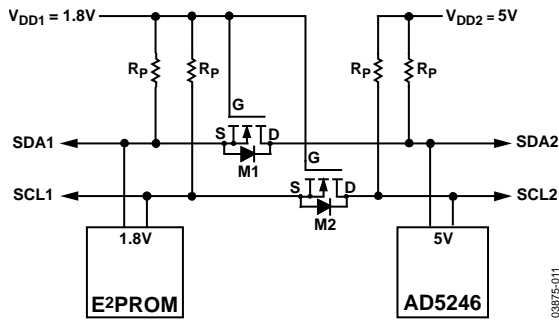 VDD1 = 1.8V
VDD2 = 5V
RP
RP
RP
RP
G
SDA1
S
D
SDA2
M1
G
SCL1
S
D
SCL2
M2
1.8V
5V
E2PROM
AD5246
03875-011